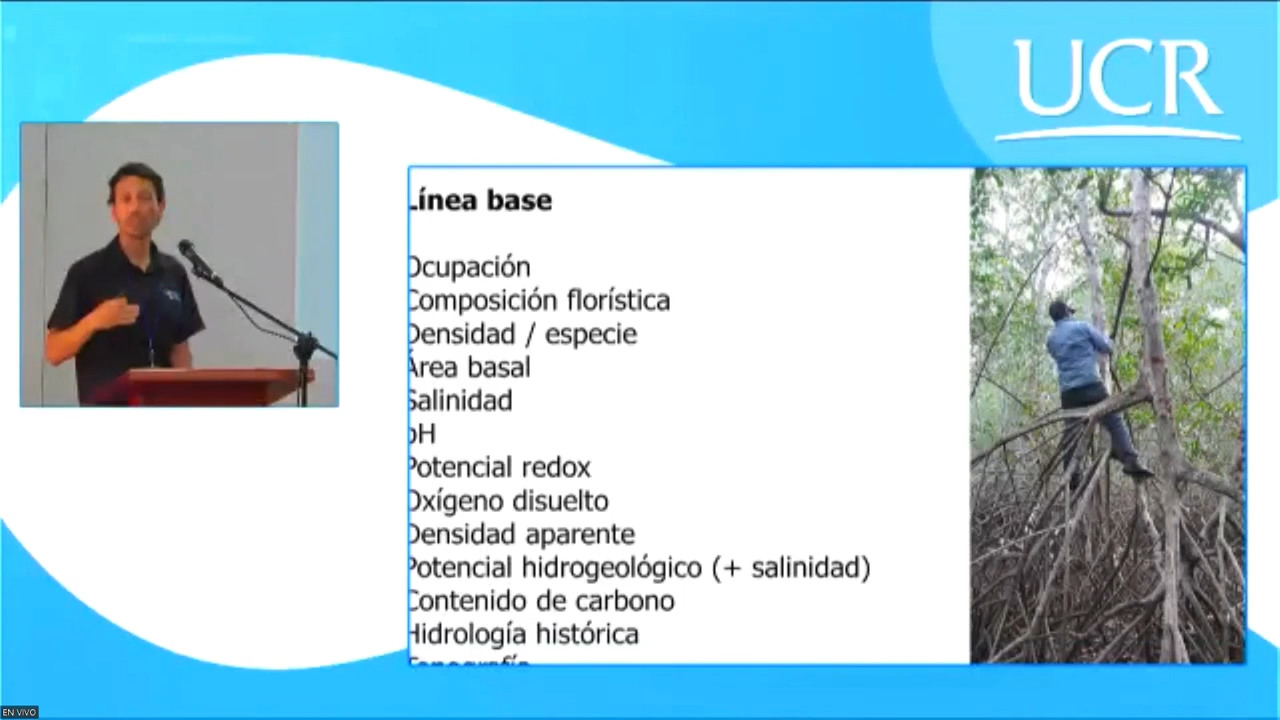 UCR
Línea base
Ocupación
Composición florística
Densidad / especie
Área basal
Salinidad
pH
Potencial redox
Oxígeno disuelto
Densidad aparente
Potencial hidrogeológico (+ salinidad)
Contenido de carbono
Hidrología histórica
Topografía
EN VIVO